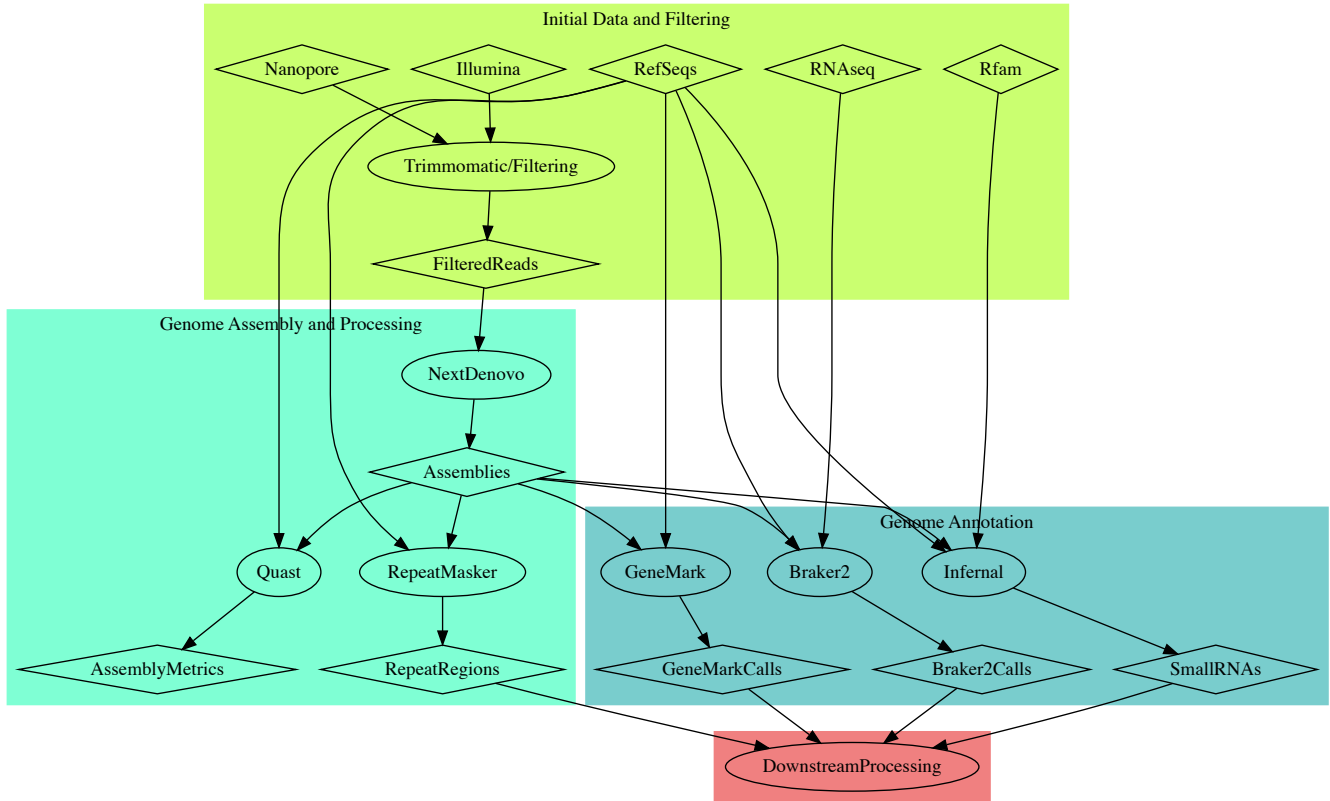 Initial Data and Filtering
Nanopore
Illumina
RefSeqs
RNAseq
Rfam
Trimmomatic/Filtering
FilteredReads
Genome Assembly and Processing
NextDenovo
Assemblies
Genome Annotation
Quast
RepeatMasker
GeneMark
Braker2
Infernal
AssemblyMetrics
RepeatRegions
GeneMarkCalls
Braker2Calls
SmallRNAs
DownstreamProcessing